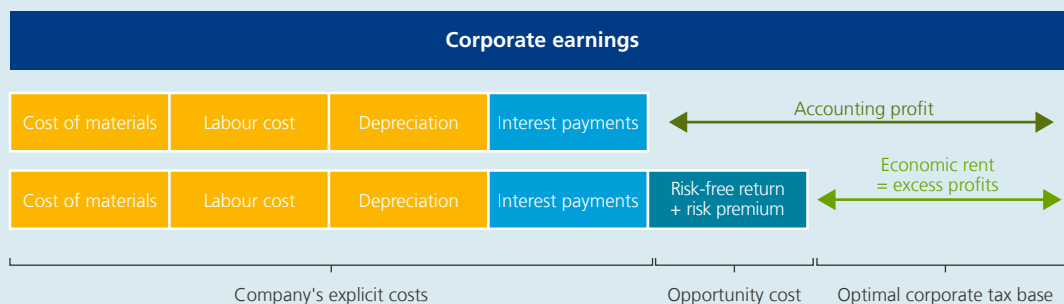 Corporate earnings
Cost of materials
Labour cost
Depreciation
Interest payments
Accounting profit
Cost of materials
Labour cost
Depreciation
Interest payments
Risk-free return
+ risk premium
Economic rent
= excess profits
Company's explicit costs
Opportunity cost
Optimal corporate tax base